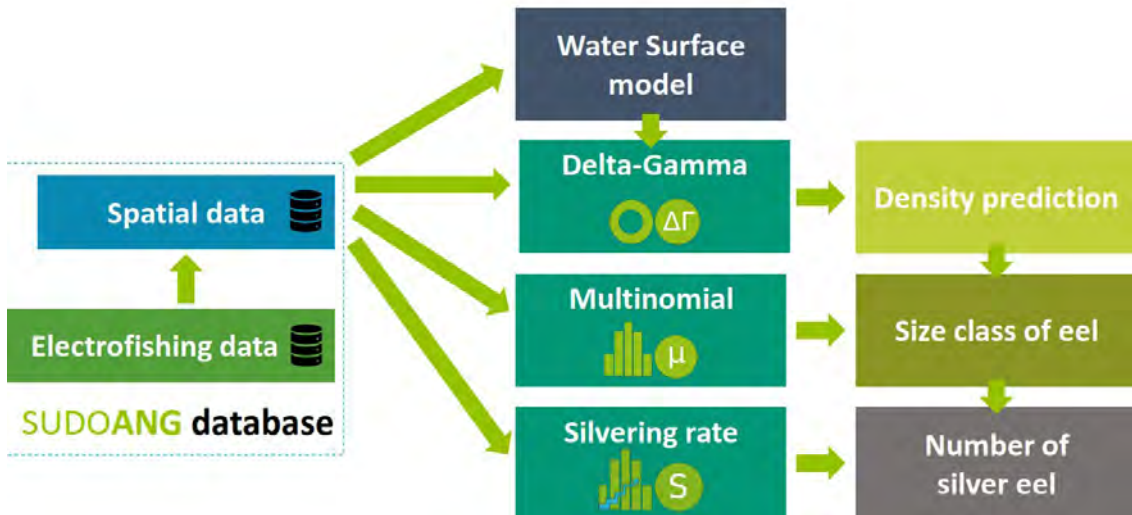 Water Surface
model
Delta-Gamma
ΔΓ
Density prediction
Spatial data
Multinomial
μ
Size class of eel
Electrofishing data
SUDOANG database
Silvering rate
S
Number of
silver eel